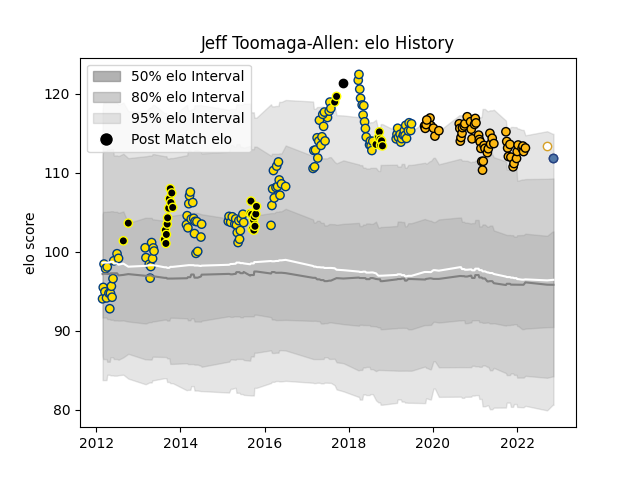 Jeff Toomaga-Allen: elo History
50% elo Interval
80% elo Interval
95% elo Interval
Post Match elo
elo score
120
110
100
90
80
2012 2014 2016 2018 2020 2022